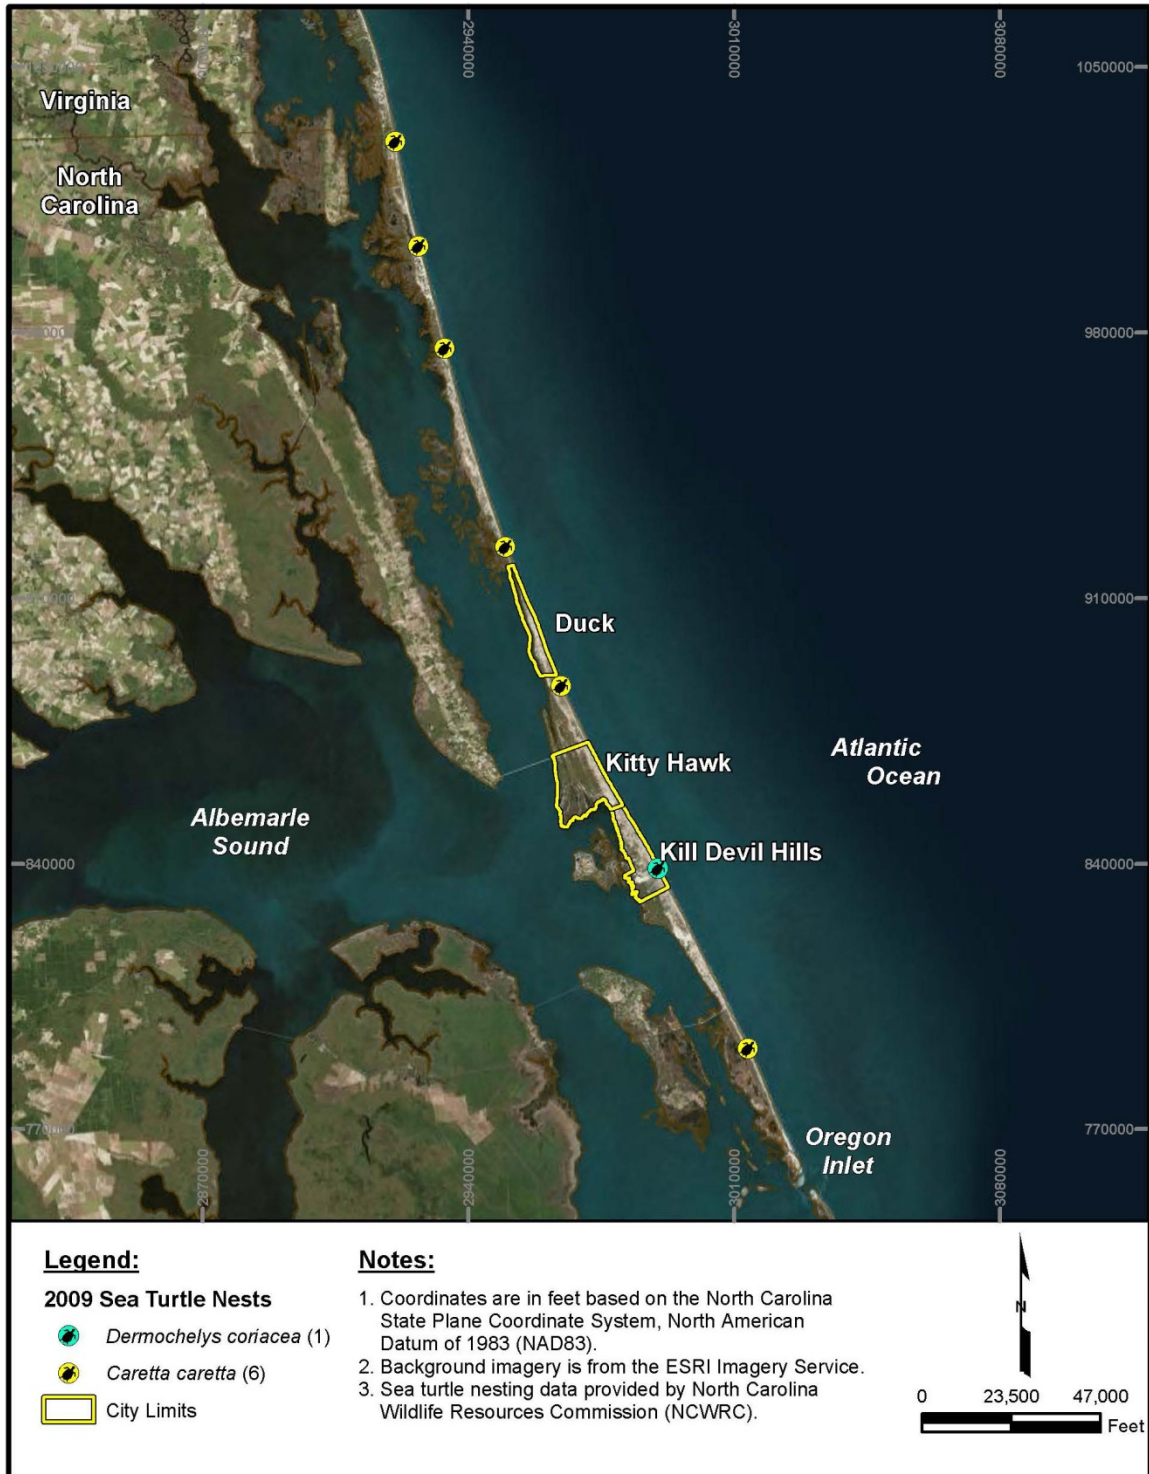 2940000
3010000
3080000
1050000
Virginia
North
Carolina
980000
Duck
910000
Kitty Hawk
Atlantic
Ocean
Albemarle
Sound
Kill Devil Hills
840000
840000
770000
770000
Oregon
Inlet
2870000
2940000
3010000
3080000
Legend:
2009 Sea Turtle Nests
Dermochelys coriacea (1)
Caretta caretta (6)
City Limits
Notes:
1. Coordinates are in feet based on the North Carolina
State Plane Coordinate System, North American
Datum of 1983 (NAD83).
2. Background imagery is from the ESRI Imagery Service.
3. Sea turtle nesting data provided by North Carolina
Wildlife Resources Commission (NCWRC).
N
0 23,500 47,000
Feet